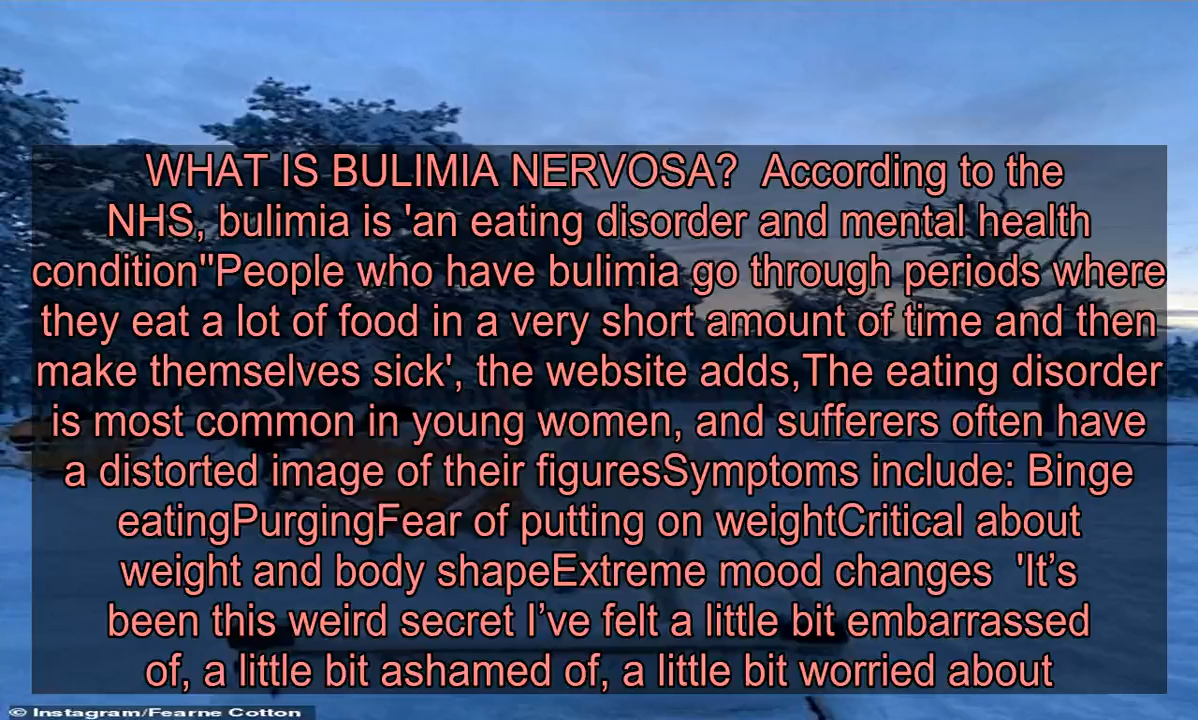 WHAT IS BULIMIA NERVOSA?  According to the
NHS, bulimia is 'an eating disorder and mental health
condition''People who have bulimia go through periods where
they eat a lot of food in a very short amount of time and then
make themselves sick', the website adds,The eating disorder
is most common in young women, and sufferers often have
a distorted image of their figuresSymptoms include: Binge
eatingPurgingFear of putting on weightCritical about
weight and body shapeExtreme mood changes  'It’s
been this weird secret I’ve felt a little bit embarrassed
of, a little bit ashamed of, a little bit worried about
© Instagram/Fearne Cotton